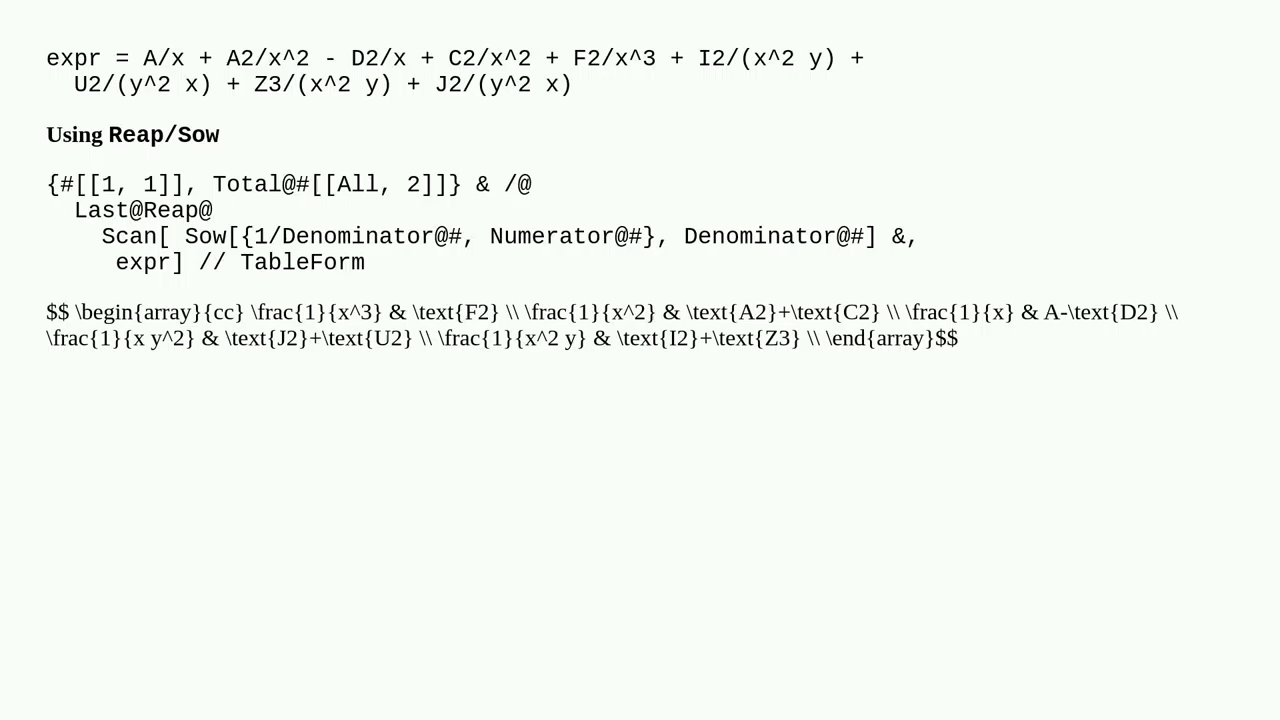 expr = A/x + A2/x^2 - D2/x + C2/x^2 + F2/x^3 + I2/(x^2 y) +
U2/(y^2 x) + Z3/(x^2 y) + J2/(y^2 x)
Using Reap/Sow
{#[[1, 1]], Total@#[[All, 2]]} & /@
Last@Reap@
Scan[ Sow[{1/Denominator@#, Numerator@#}, Denominator@#] &,
expr] // TableForm
$$ \begin{array}{cc} \frac{1}{x^3} & \text{F2} \\ \frac{1}{x^2} & \text{A2}+\text{C2} \\ \frac{1}{x} & A-\text{D2} \\
\frac{1}{x y^2} & \text{J2}+\text{U2} \\ \frac{1}{x^2 y} & \text{I2}+\text{Z3} \\ \end{array}$$